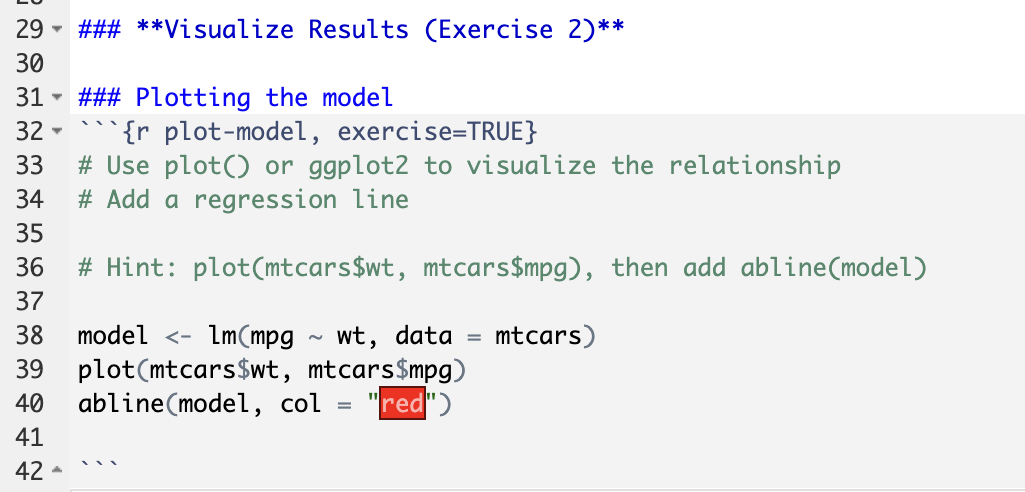 29 ### **Visualize Results (Exercise 2)**
30
31 ### Plotting the model
32 ```{r plot-model, exercise=TRUE}
33 # Use plot() or ggplot2 to visualize the relationship
34 # Add a regression line
35
36 # Hint: plot(mtcars$wt, mtcars$mpg), then add abline(model)
37
38 model <- lm(mpg ~ wt, data = mtcars)
39 plot(mtcars$wt, mtcars$mpg)
40 abline(model, col = "red")
41
42 ```